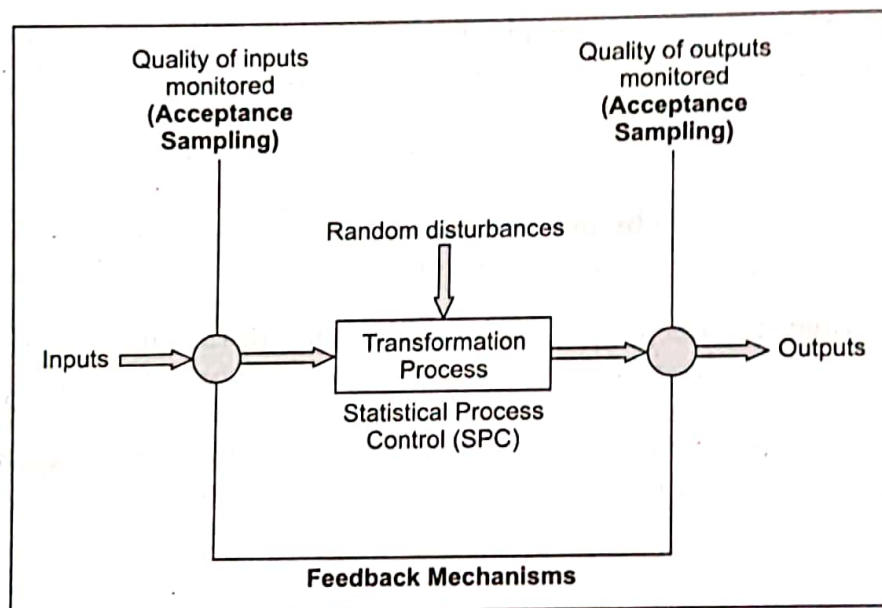 Quality of inputs
monitored
(Acceptance
Sampling)
Quality of outputs
monitored
(Acceptance
Sampling)
Random disturbances
Inputs
Transformation
Process
Outputs
Statistical Process
Control (SPC)
Feedback Mechanisms